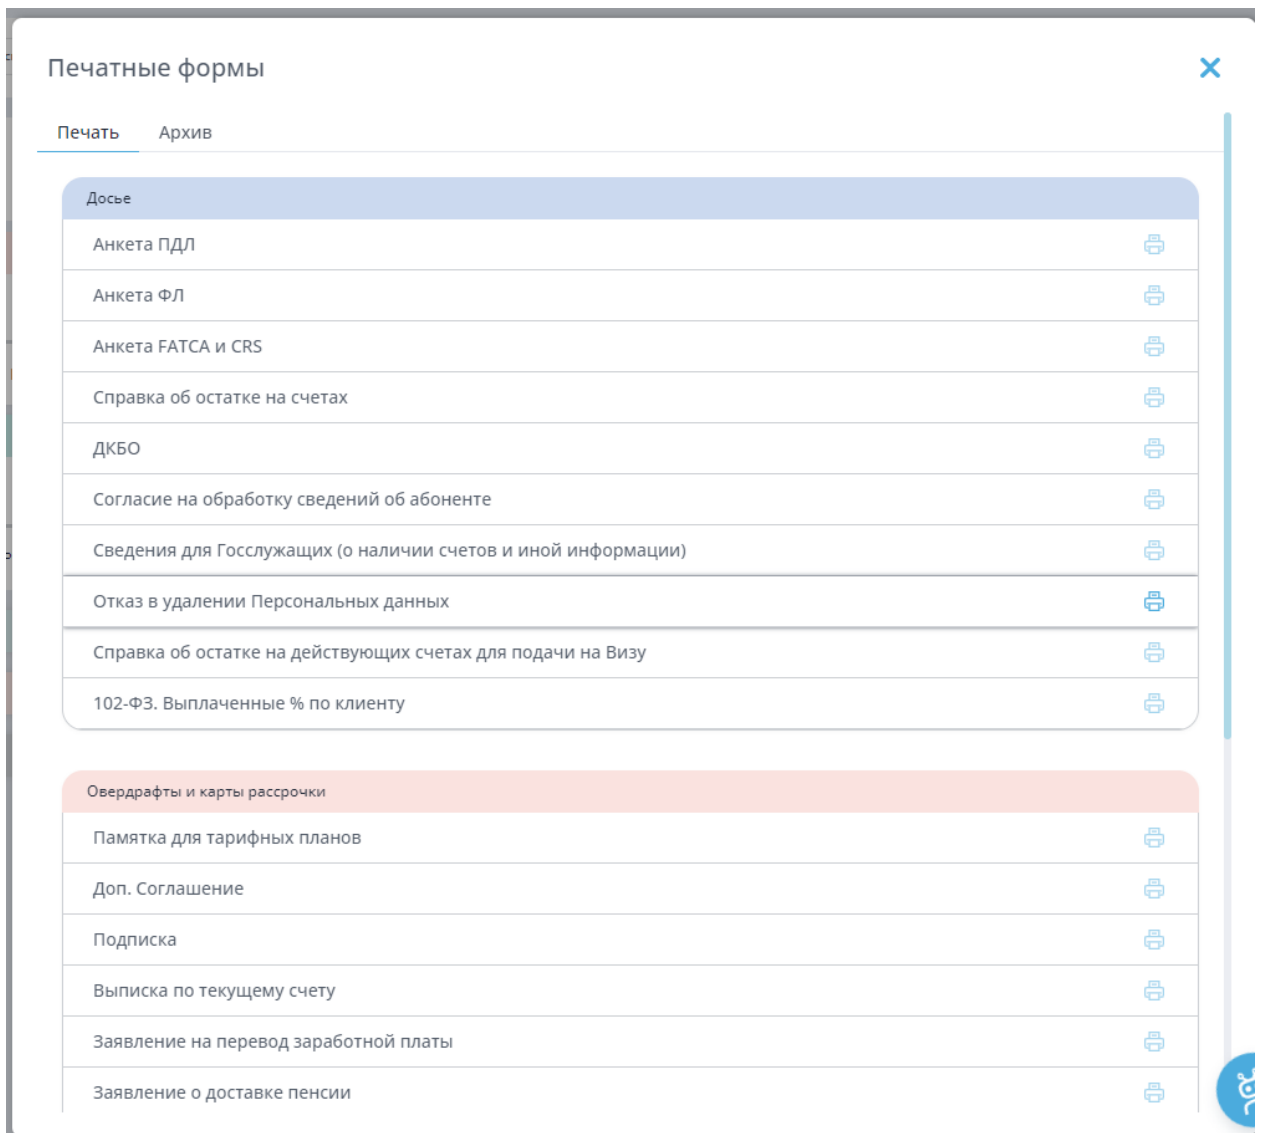 Печатные формы
Печать Архив
Досье
Анкета ПДЛ
Анкета ФЛ
Анкета FATCA и CRS
Справка об остатке на счетах
ДКБО
Согласие на обработку сведений об абоненте
Сведения для Госслужащих (о наличии счетов и иной информации)
Отказ в удалении Персональных данных
Справка об остатке на действующих счетах для подачи на Визу
102-ФЗ. Выплаченные % по клиенту
Овердрафты и карты рассрочки
Памятка для тарифных планов
Доп. Соглашение
Подписка
Выписка по текущему счету
Заявление на перевод заработной платы
Заявление о доставке пенсии